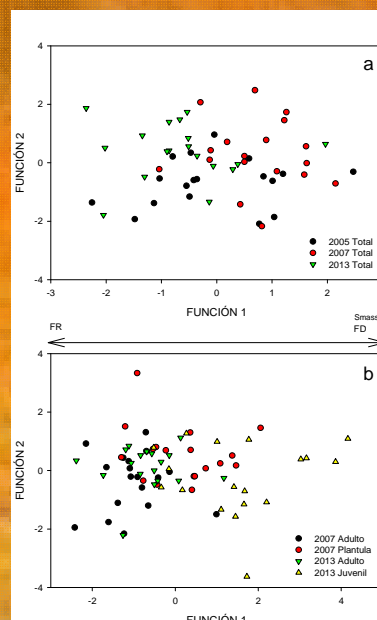 4
a
2
0
-2
-4
FUNCIÓN 2
2005 Total
2007 Total
2013 Total
-3 -2 -1 0 1 2 3
FUNCIÓN 1
FR
Smass
FD
4
b
2
0
-2
-4
FUNCIÓN 2
2007 Adulto
2007 Plantula
2013 Adulto
2013 Juvenil
-2 0 2 4
FUNCIÓN 1